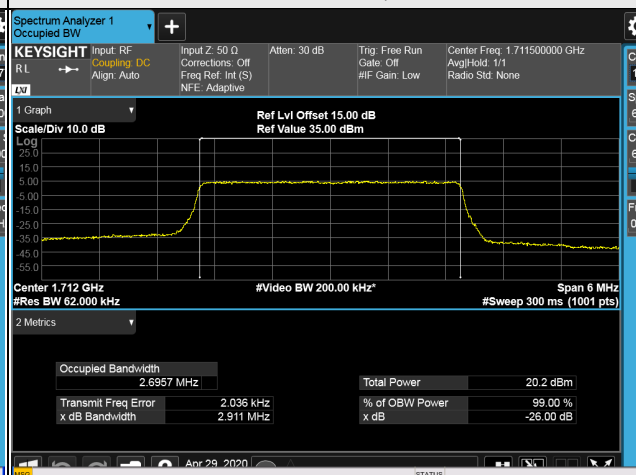 Spectrum Analyzer 1
Occupied BW
KEYSIGHT
R L
LXI
Input: RF
Coupling: DC
Align: Auto
Input Z: 50 Ω
Corrections: Off
Freq Ref: Int (S)
NFE: Adaptive
Atten: 30 dB
Trig: Free Run
Gate: Off
#IF Gain: Low
Center Freq: 1.711500000 GHz
Avg|Hold: 1/1
Radio Std: None
1 Graph
Scale/Div 10.0 dB
Ref Lvl Offset 15.00 dB
Ref Value 35.00 dBm
Log
25.0
15.0
5.00
-5.00
-15.0
-25.0
-35.0
-45.0
-55.0
Center 1.712 GHz
#Video BW 200.00 kHz*
Span 6 MHz
#Res BW 62.000 kHz
#Sweep 300 ms (1001 pts)
2 Metrics
Occupied Bandwidth
2.6957 MHz
Total Power 20.2 dBm
Transmit Freq Error 2.036 kHz
% of OBW Power 99.00 %
x dB Bandwidth 2.911 MHz
x dB -26.00 dB
Apr 29, 2020
MSG
STATUS